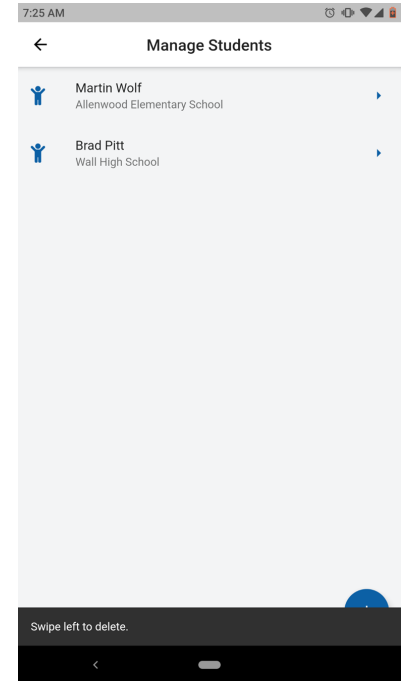 7:25 AM
Manage Students
Martin Wolf
Allenwood Elementary School
Brad Pitt
Wall High School
Swipe left to delete.